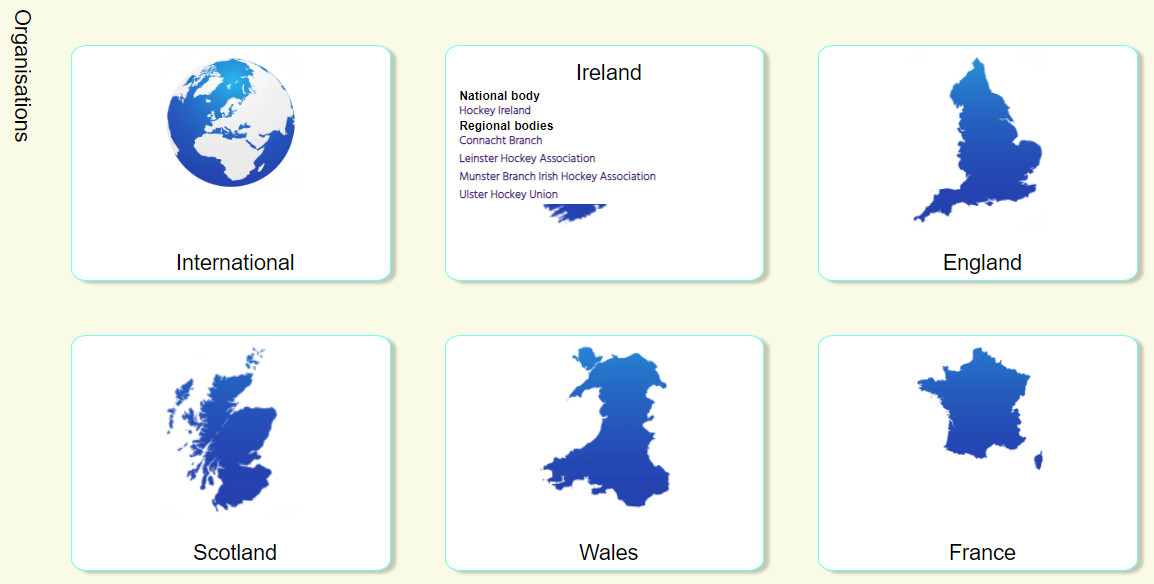 Organisations
International
Ireland
National body
Hockey Ireland
Regional bodies
Connacht Branch
Leinster Hockey Association
Munster Branch Irish Hockey Association
Ulster Hockey Union
England
Scotland
Wales
France